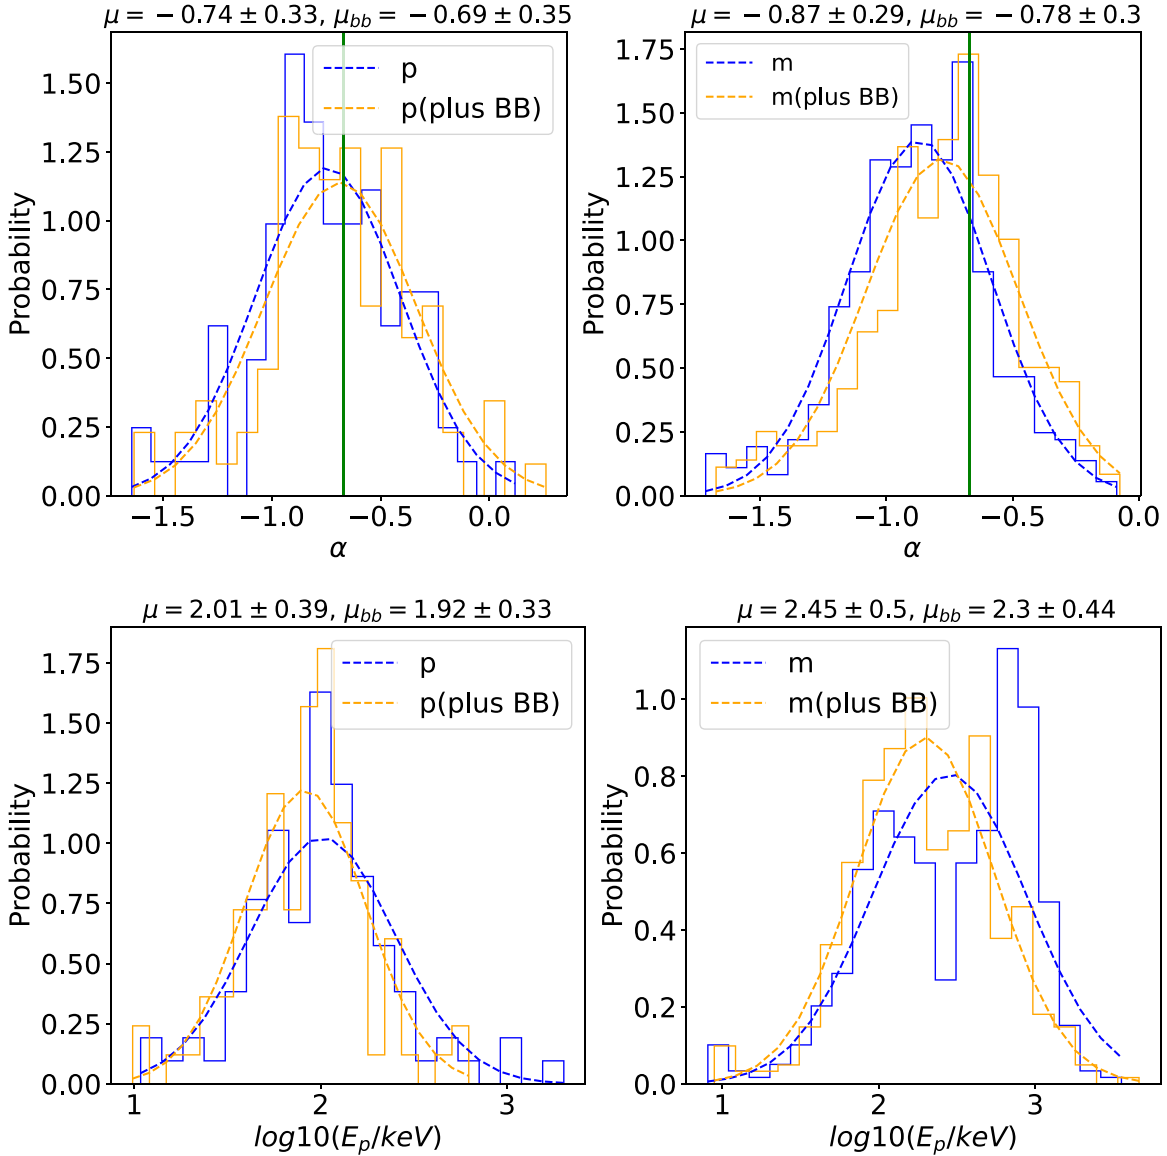 μ = −0.74 ± 0.33, μbb = −0.69 ± 0.35
p
p(plus BB)
Probability
1.50
1.25
1.00
0.75
0.50
0.25
0.00
−1.5 −1.0 −0.5 0.0
α
μ = −0.87 ± 0.29, μbb = −0.78 ± 0.3
m
m(plus BB)
Probability
1.75
1.50
1.25
1.00
0.75
0.50
0.25
0.00
−1.5 −1.0 −0.5 0.0
α
μ = 2.01 ± 0.39, μbb = 1.92 ± 0.33
p
p(plus BB)
Probability
1.75
1.50
1.25
1.00
0.75
0.50
0.25
0.00
1 2 3
log10(Ep/keV)
μ = 2.45 ± 0.5, μbb = 2.3 ± 0.44
m
m(plus BB)
Probability
1.0
0.8
0.6
0.4
0.2
0.0
1 2 3
log10(Ep/keV)